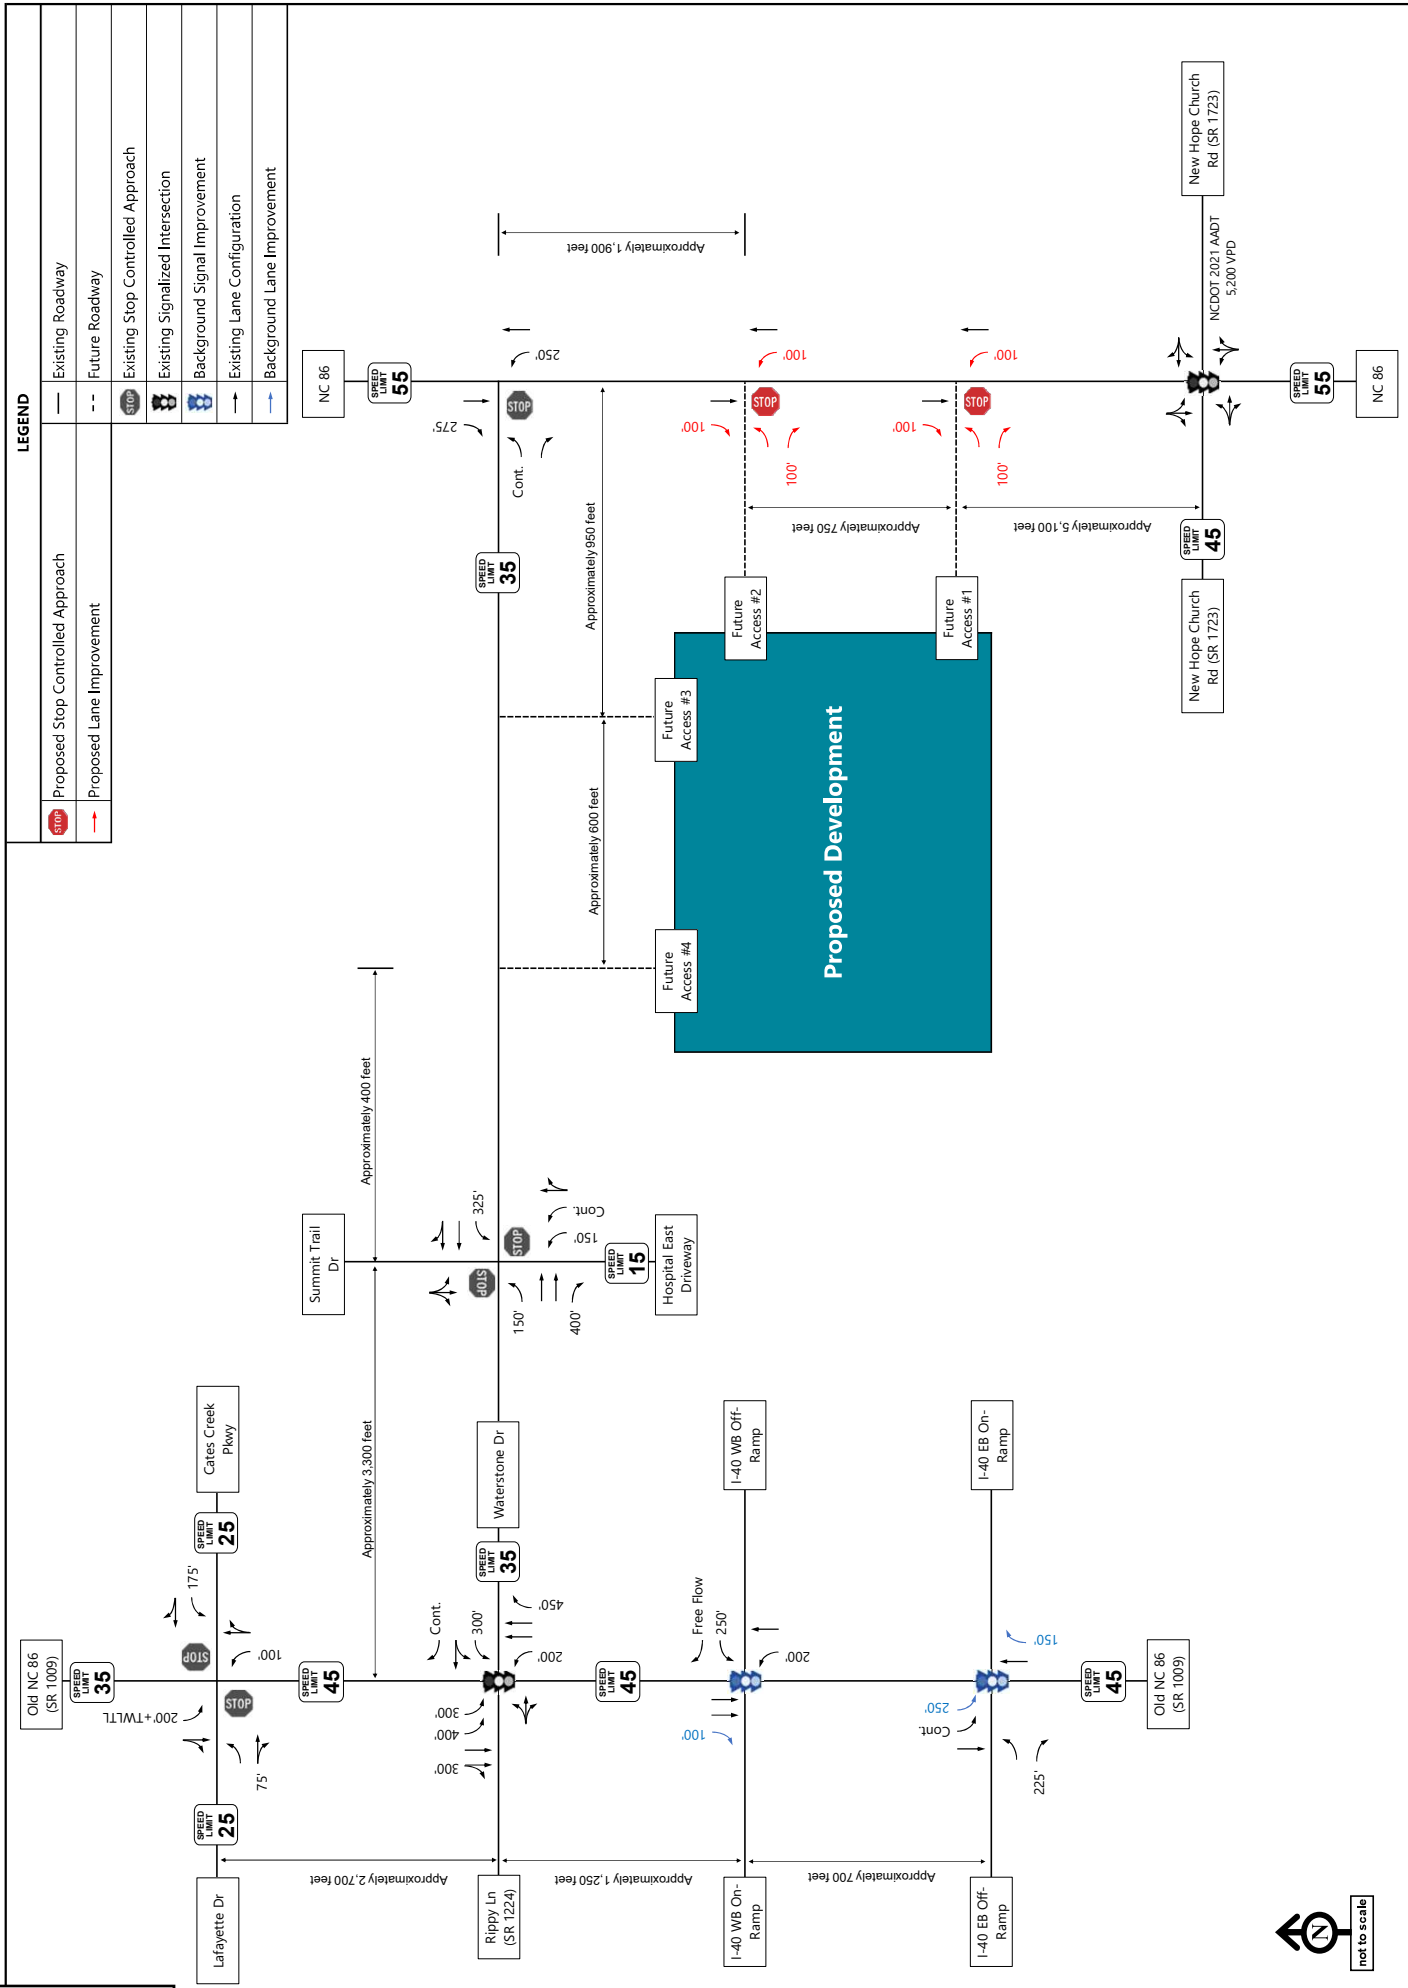 LEGEND
STOP Proposed Stop Controlled Approach
Proposed Lane Improvement
Existing Roadway
Future Roadway
STOP Existing Stop Controlled Approach
Existing Signalized Intersection
Background Signal Improvement
Existing Lane Configuration
Background Lane Improvement
Old NC 86
(SR 1009)
SPEED
LIMIT
35
Lafayette Dr
SPEED
LIMIT
25
Cates Creek
Pkwy
SPEED
LIMIT
25
STOP
STOP
200'+TWLTL
75'
175'
100'
SPEED
LIMIT
45
Approximately 2,700 feet
Approximately 3,300 feet
Approximately 400 feet
Rippy Ln
(SR 1224)
300'
400'
300'
Cont.
300'
200'
450'
SPEED
LIMIT
35
Waterstone Dr
Summit Trail
Dr
STOP
STOP
325'
150'
400'
150'
Cont.
SPEED
LIMIT
15
Hospital East
Driveway
SPEED
LIMIT
35
Approximately 600 feet
Approximately 950 feet
NC 86
SPEED
LIMIT
55
275'
Cont.
STOP
250'
Approximately 1,900 feet
SPEED
LIMIT
45
Approximately 1,250 feet
I-40 WB On-
Ramp
I-40 WB Off-
Ramp
100'
Free Flow
250'
200'
Approximately 700 feet
I-40 EB Off-
Ramp
I-40 EB On-
Ramp
Cont.
250'
225'
150'
SPEED
LIMIT
45
Old NC 86
(SR 1009)
Future
Access #4
Future
Access #3
Future
Access #2
Future
Access #1
Proposed Development
100'
STOP
100'
100'
Approximately 750 feet
100'
STOP
100'
100'
Approximately 5,100 feet
New Hope Church
Rd (SR 1723)
SPEED
LIMIT
45
NCDOT 2021 AADT
5,200 VPD
New Hope Church
Rd (SR 1723)
SPEED
LIMIT
55
NC 86
N
not to scale